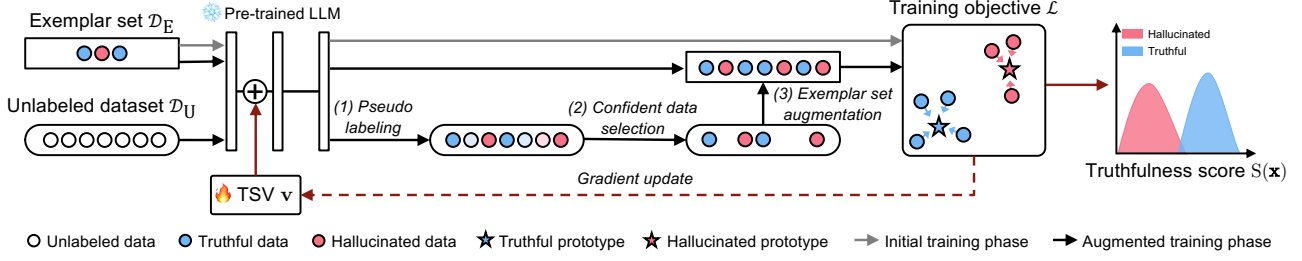 Exemplar set 𝒟_E
Pre-trained LLM
Training objective ℒ
Hallucinated
Truthful
Unlabeled dataset 𝒟_U
(1) Pseudo
labeling
(2) Confident data
selection
(3) Exemplar set
augmentation
TSV v
Gradient update
Truthfulness score S(x)
Unlabeled data
Truthful data
Hallucinated data
Truthful prototype
Hallucinated prototype
Initial training phase
Augmented training phase